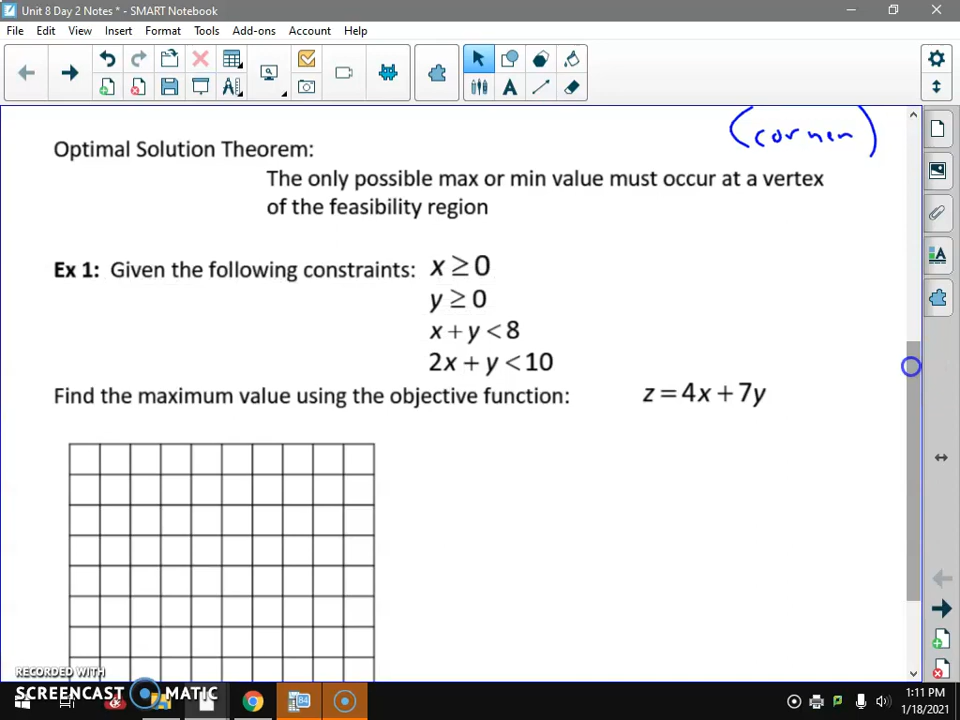 Unit 8 Day 2 Notes * - SMART Notebook
File Edit View Insert Format Tools Add-ons Account Help
(corner)
Optimal Solution Theorem:
The only possible max or min value must occur at a vertex
of the feasibility region
Ex 1: Given the following constraints: x ≥ 0
y ≥ 0
x + y < 8
2x + y < 10
Find the maximum value using the objective function: z = 4x + 7y
RECORDED WITH
SCREENCAST MATIC
1:11 PM
1/18/2021